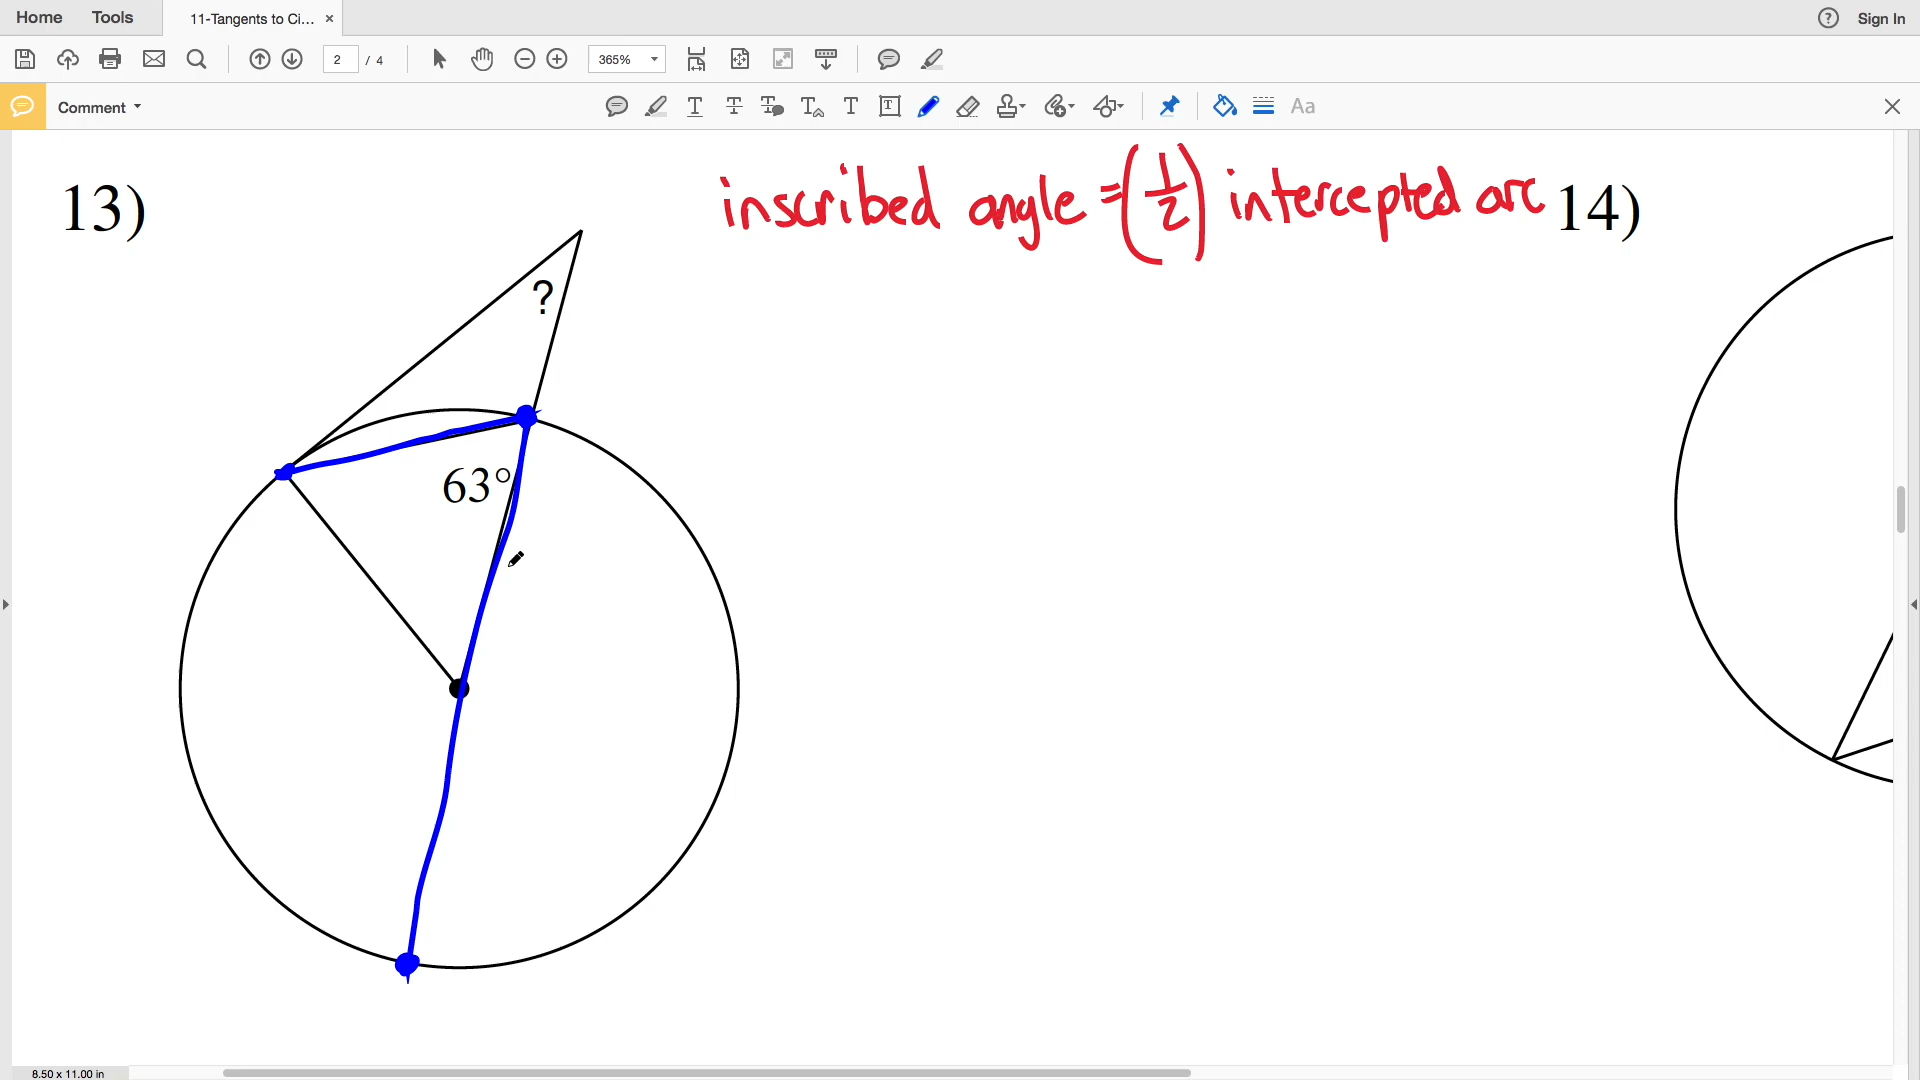 Home Tools 11-Tangents to Ci... × ? Sign In
2 / 4 365%
Comment T T T T T T Aa
13) inscribed angle = (1/2) intercepted arc 14)
?
63°
8.50 x 11.00 in